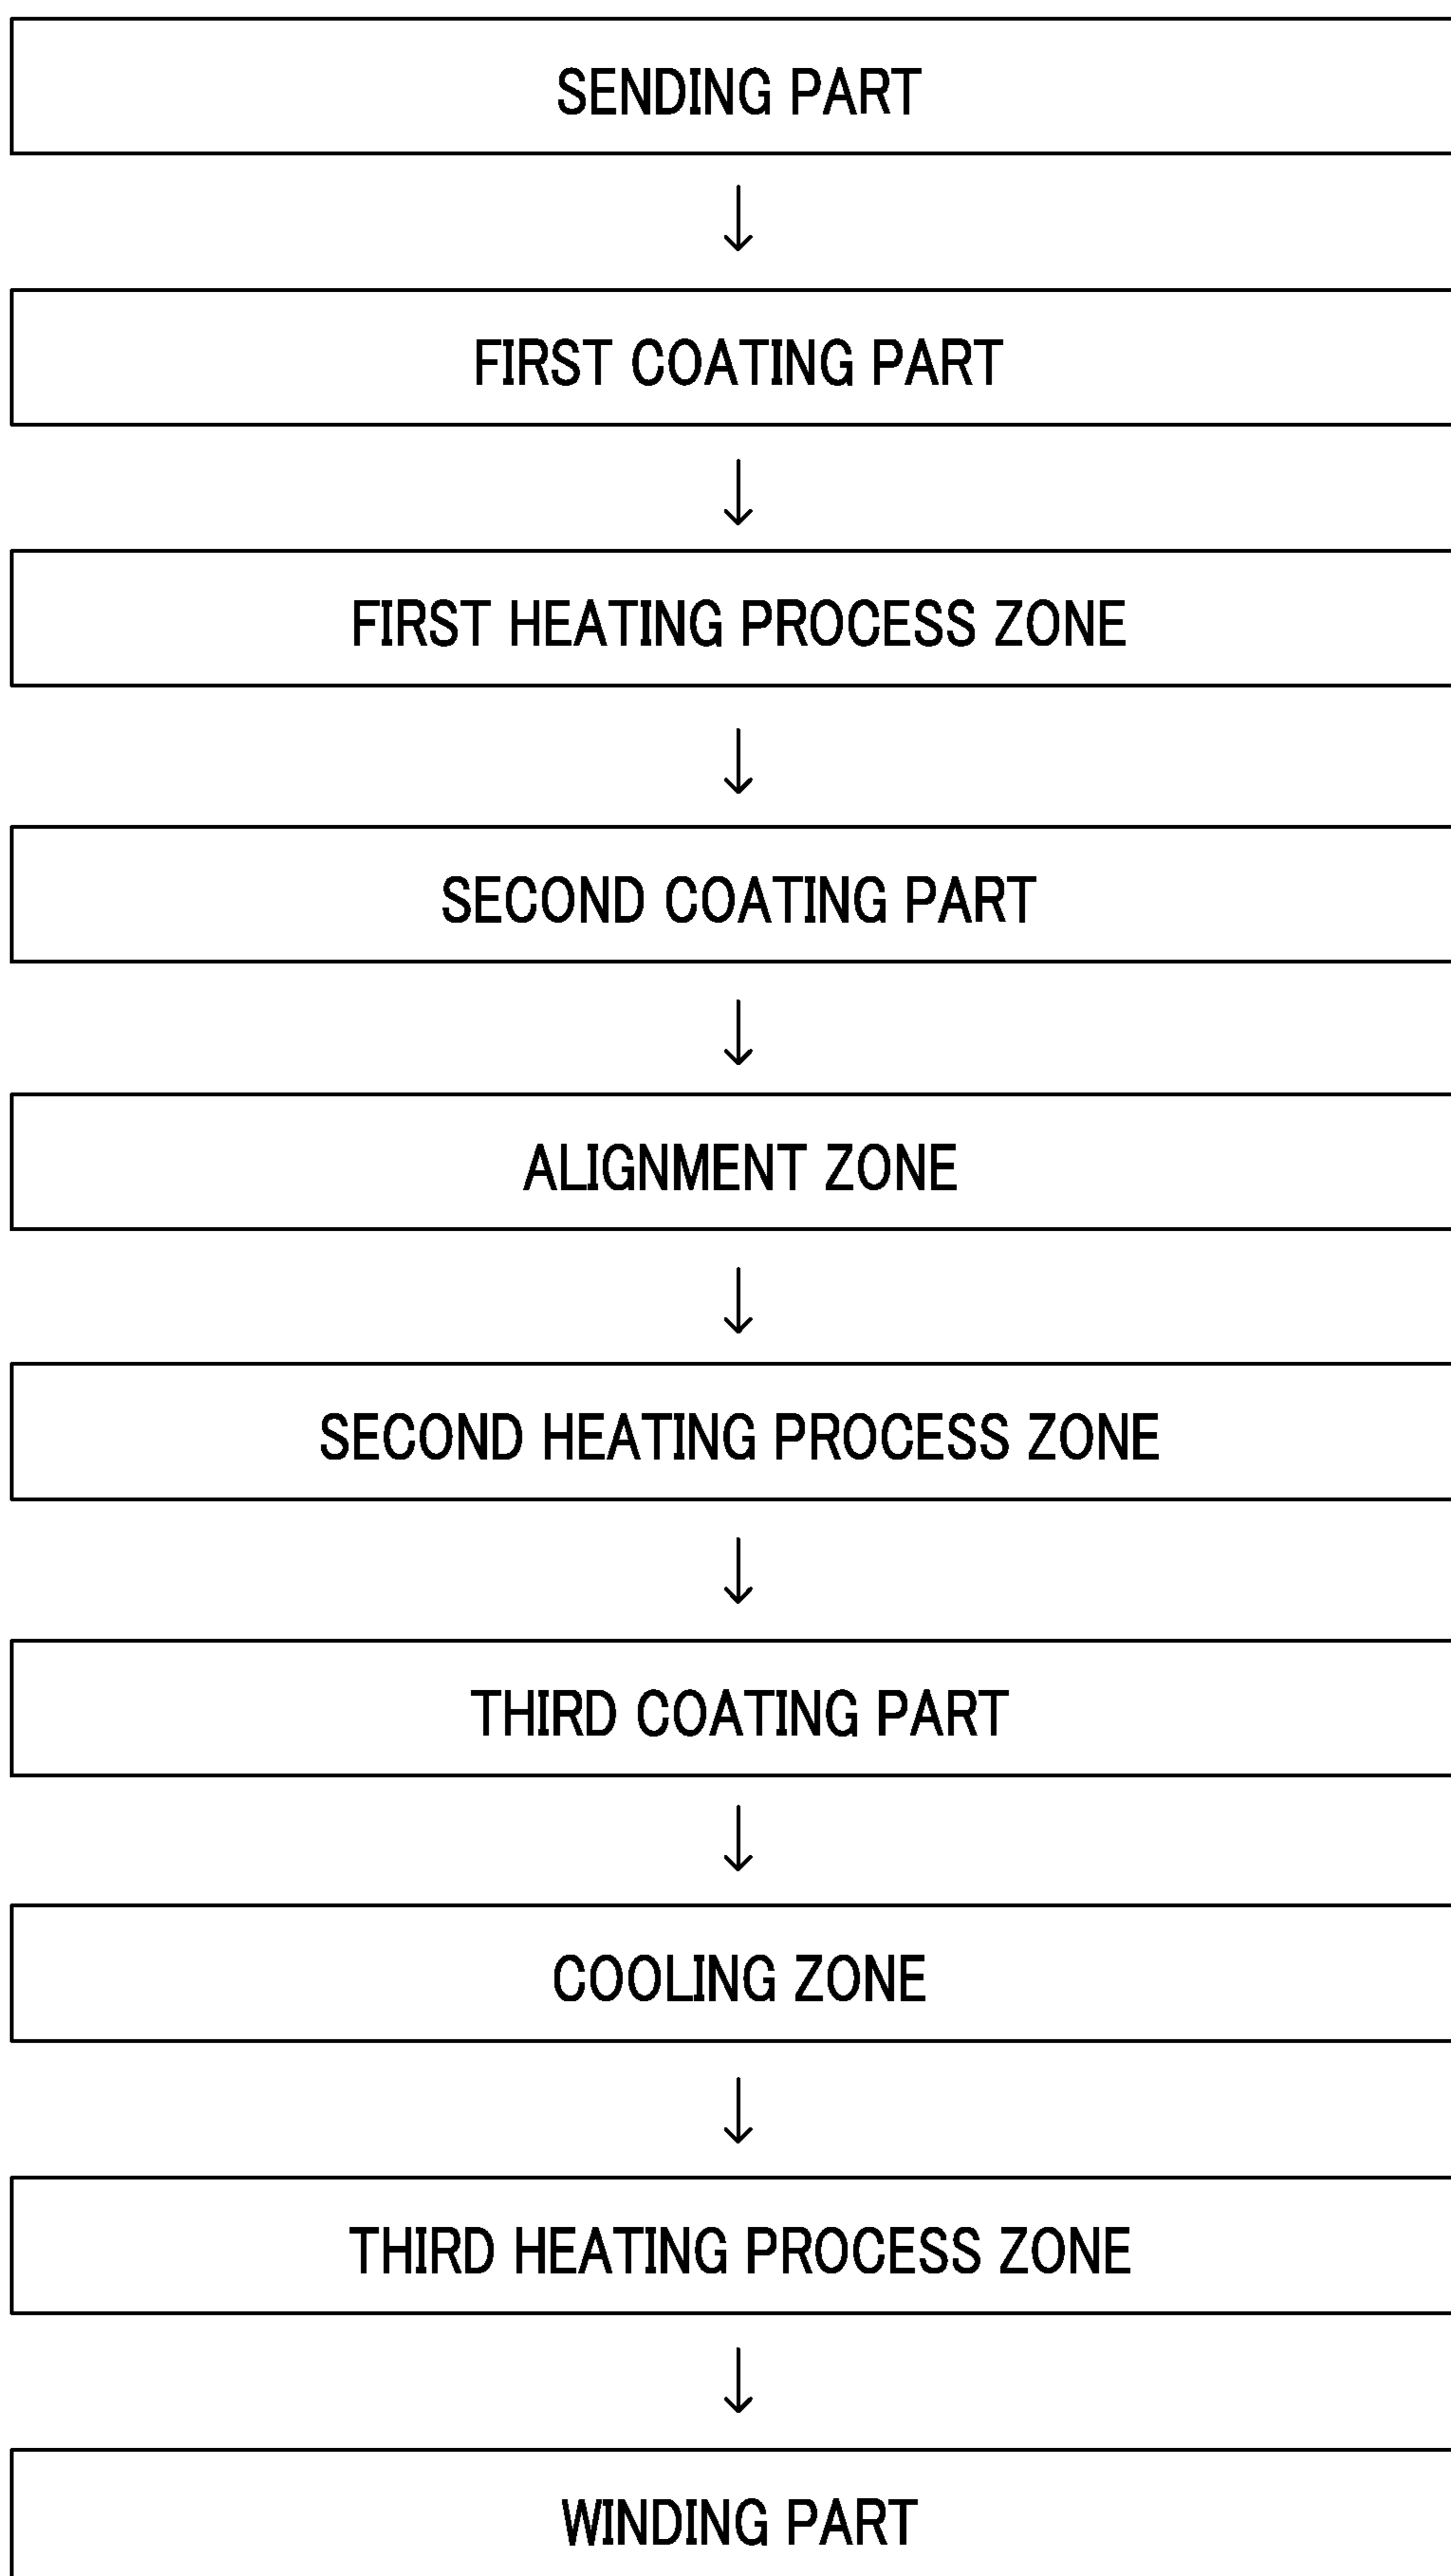 SENDING PART
FIRST COATING PART
FIRST HEATING PROCESS ZONE
SECOND COATING PART
ALIGNMENT ZONE
SECOND HEATING PROCESS ZONE
THIRD COATING PART
COOLING ZONE
THIRD HEATING PROCESS ZONE
WINDING PART